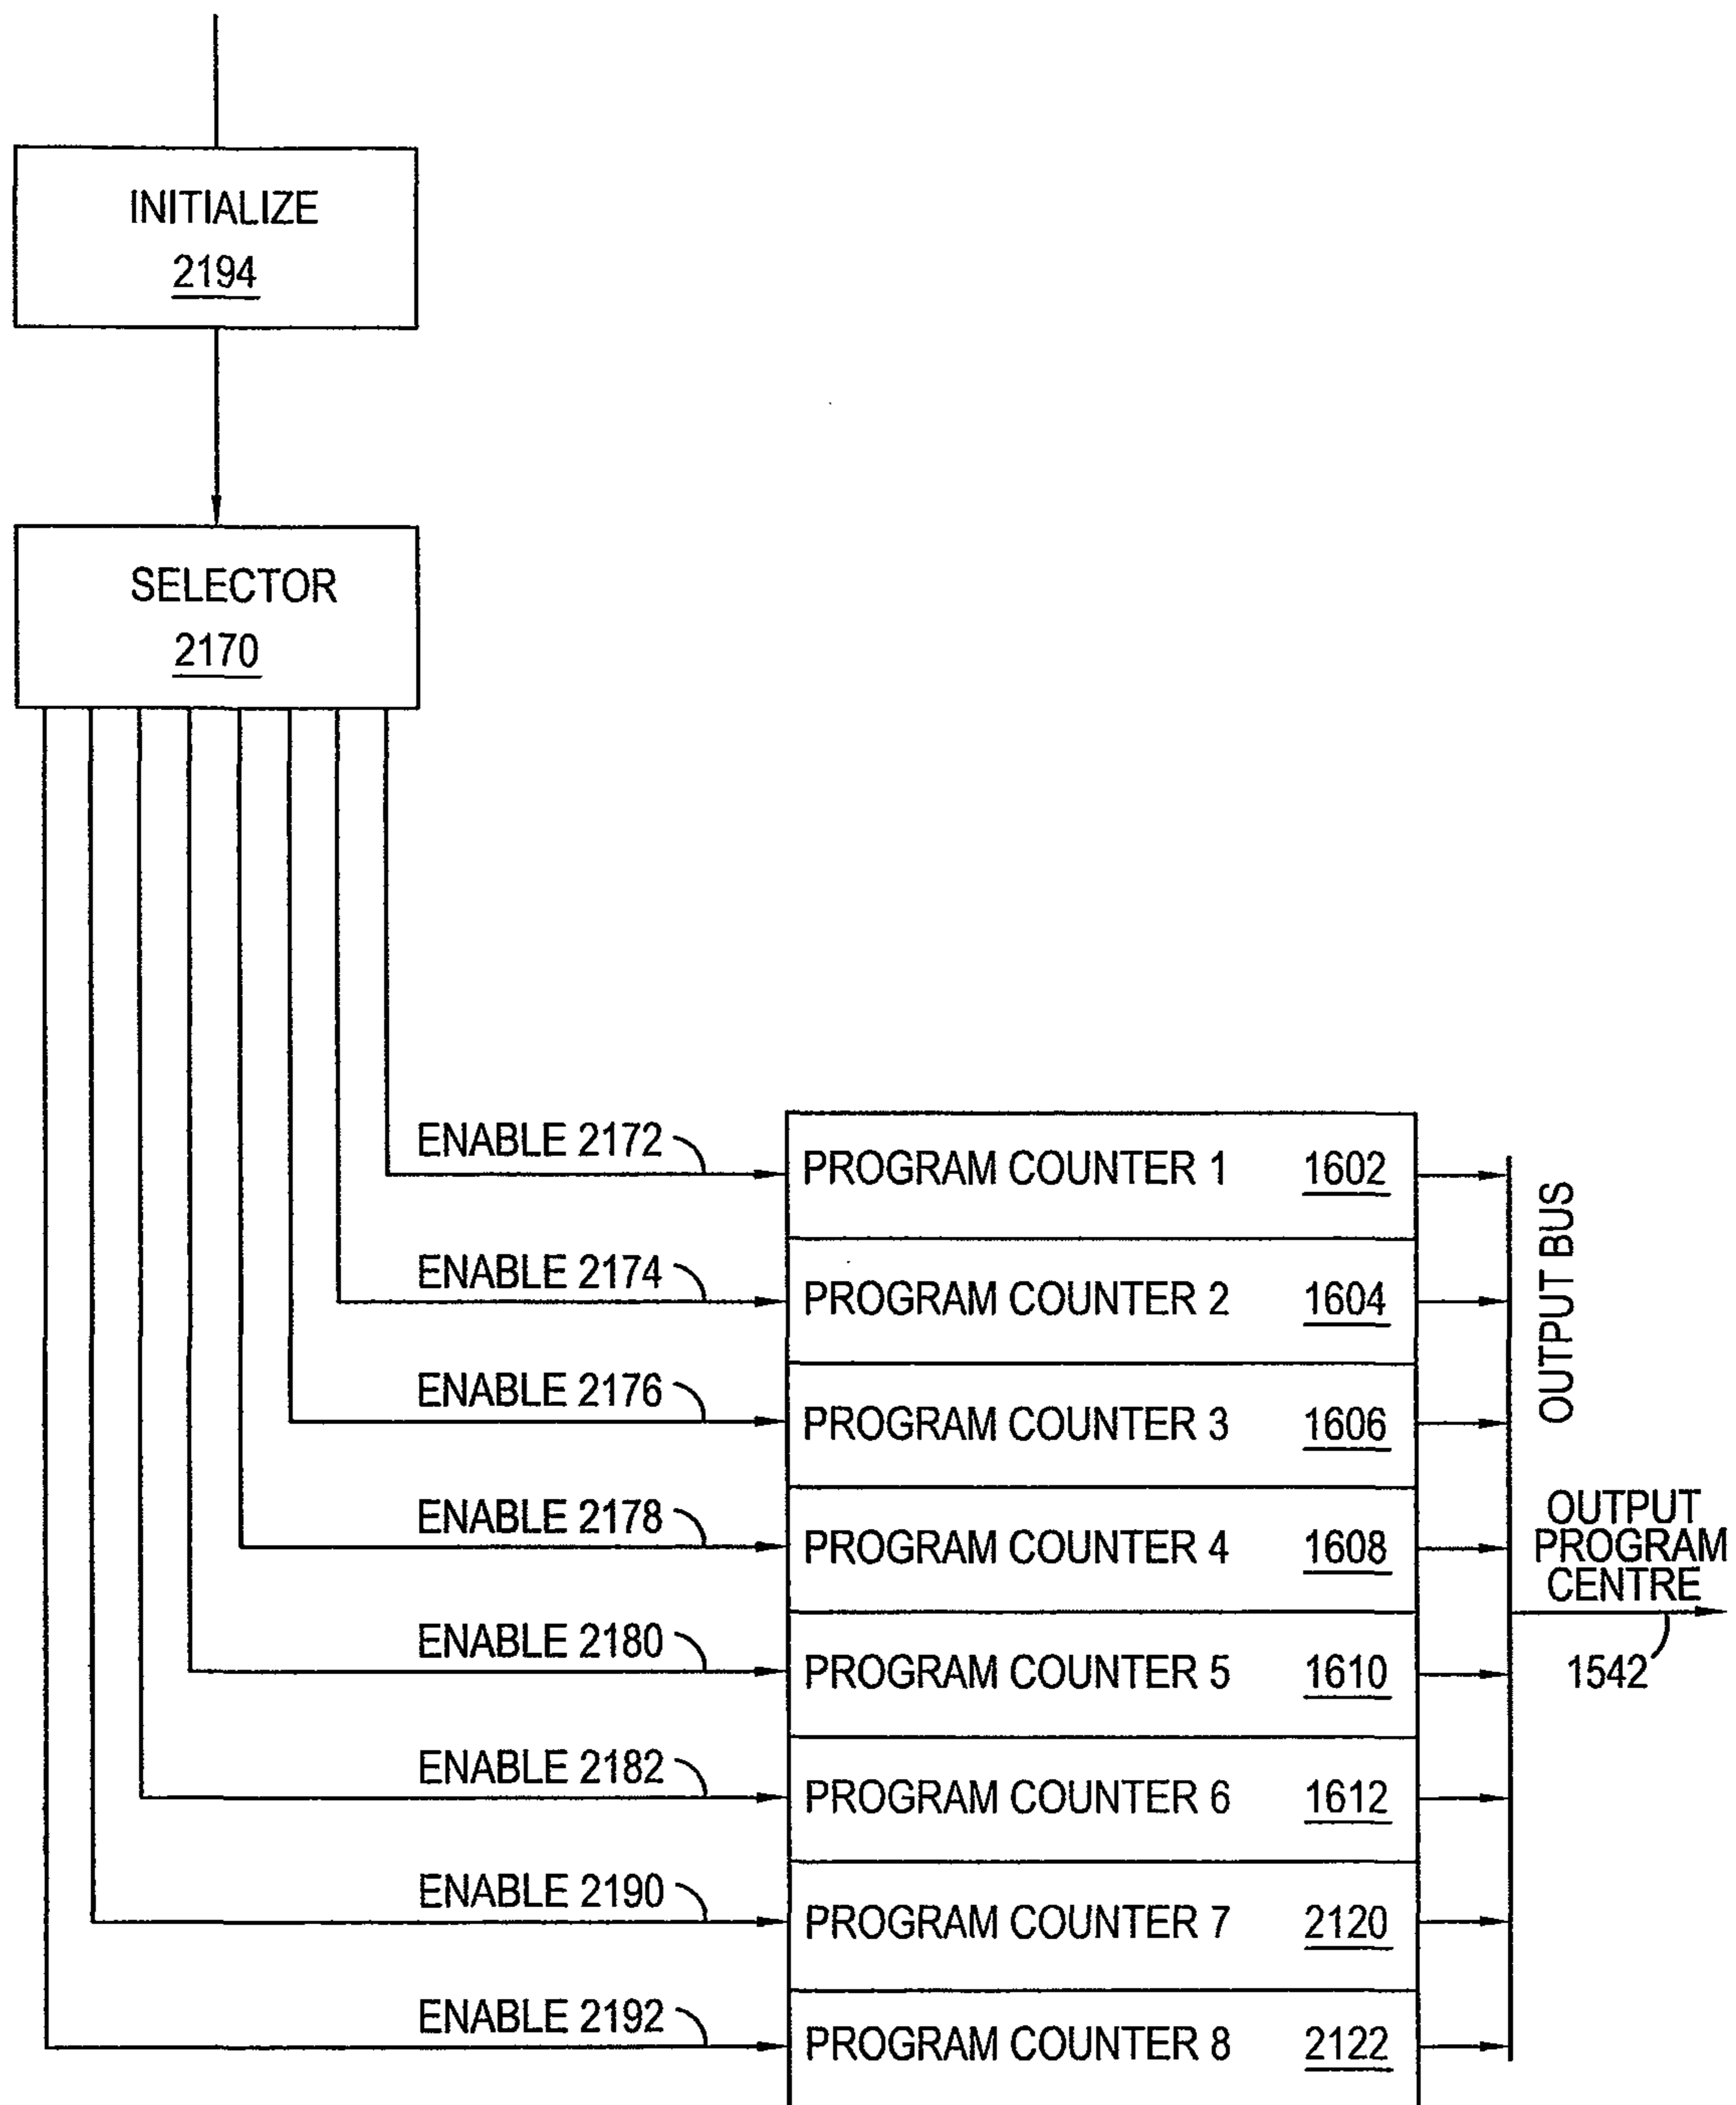 INITIALIZE
2194
SELECTOR
2170
ENABLE 2172
PROGRAM COUNTER 1 1602
ENABLE 2174
PROGRAM COUNTER 2 1604
ENABLE 2176
PROGRAM COUNTER 3 1606
ENABLE 2178
PROGRAM COUNTER 4 1608
ENABLE 2180
PROGRAM COUNTER 5 1610
ENABLE 2182
PROGRAM COUNTER 6 1612
ENABLE 2190
PROGRAM COUNTER 7 2120
ENABLE 2192
PROGRAM COUNTER 8 2122
OUTPUT BUS
OUTPUT
PROGRAM
CENTRE
1542